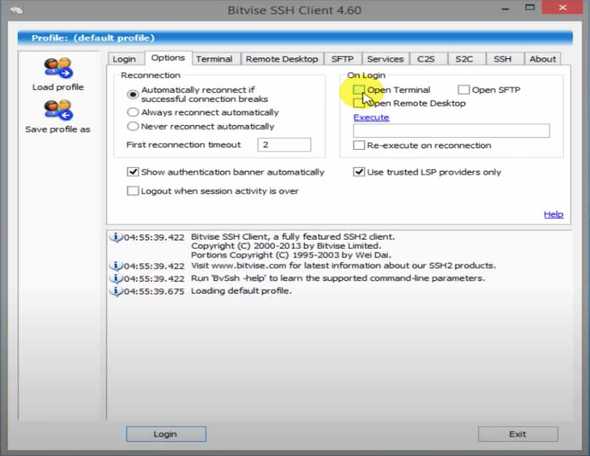 Bitvise SSH Client 4.60
Profile: (default profile)
Load profile
Save profile as
Login Options Terminal Remote Desktop SFTP Services C2S S2C SSH About
Reconnection
Automatically reconnect if
successful connection breaks
Always reconnect automatically
Never reconnect automatically
First reconnection timeout 2
On Login
Open Terminal Open SFTP
Open Remote Desktop
Execute
Re-execute on reconnection
Show authentication banner automatically Use trusted LSP providers only
Logout when session activity is over
Help
04:55:39.422 Bitvise SSH Client, a fully featured SSH2 client.
Copyright (C) 2000-2013 by Bitvise Limited.
Portions Copyright (C) 1995-2003 by Wei Dai.
04:55:39.422 Visit www.bitvise.com for latest information about our SSH2 products.
04:55:39.422 Run 'BvSsh -help' to learn the supported command-line parameters.
04:55:39.675 Loading default profile.
Login Exit